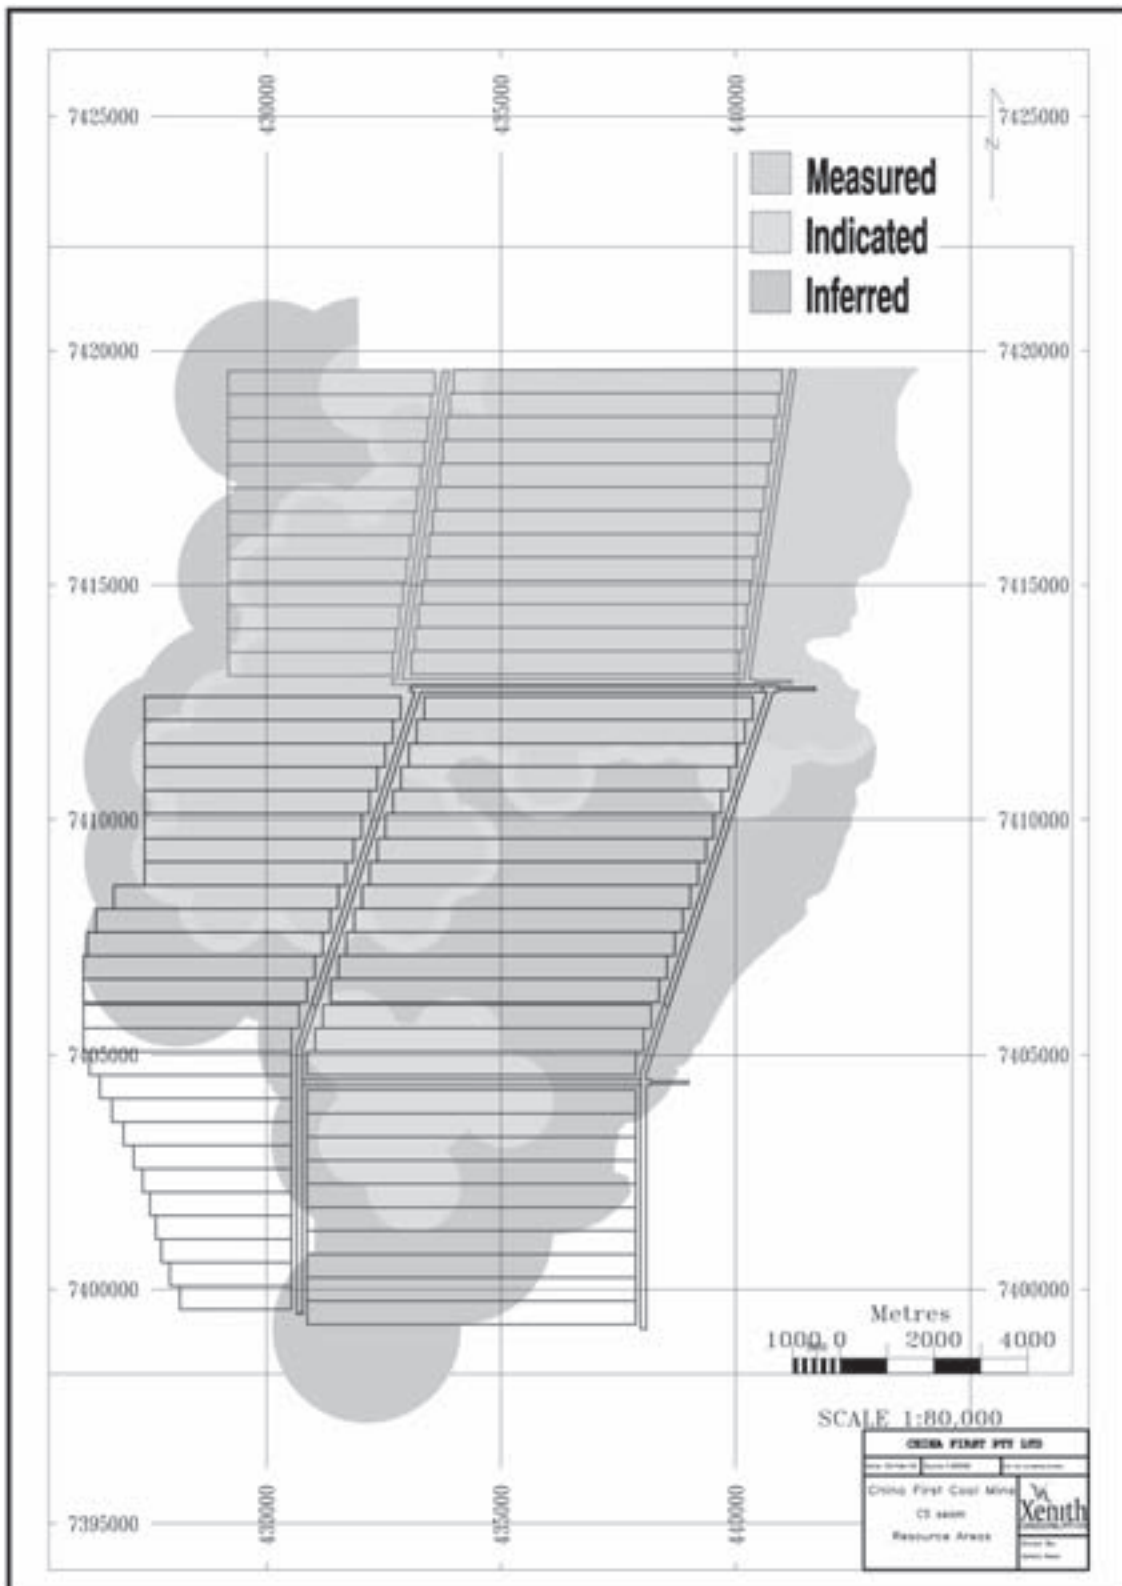 430000 435000 440000
7425000 7425000
Measured
Indicated
Inferred
7420000 7420000
7415000 7415000
7410000 7410000
7405000 7405000
7400000 7400000
Metres
1000 0 2000 4000
SCALE 1:80,000
CHINA FIRST PTY LTD
China First Coal Mine
seam
Resource Areas
Xenith
7395000
430000 435000 440000